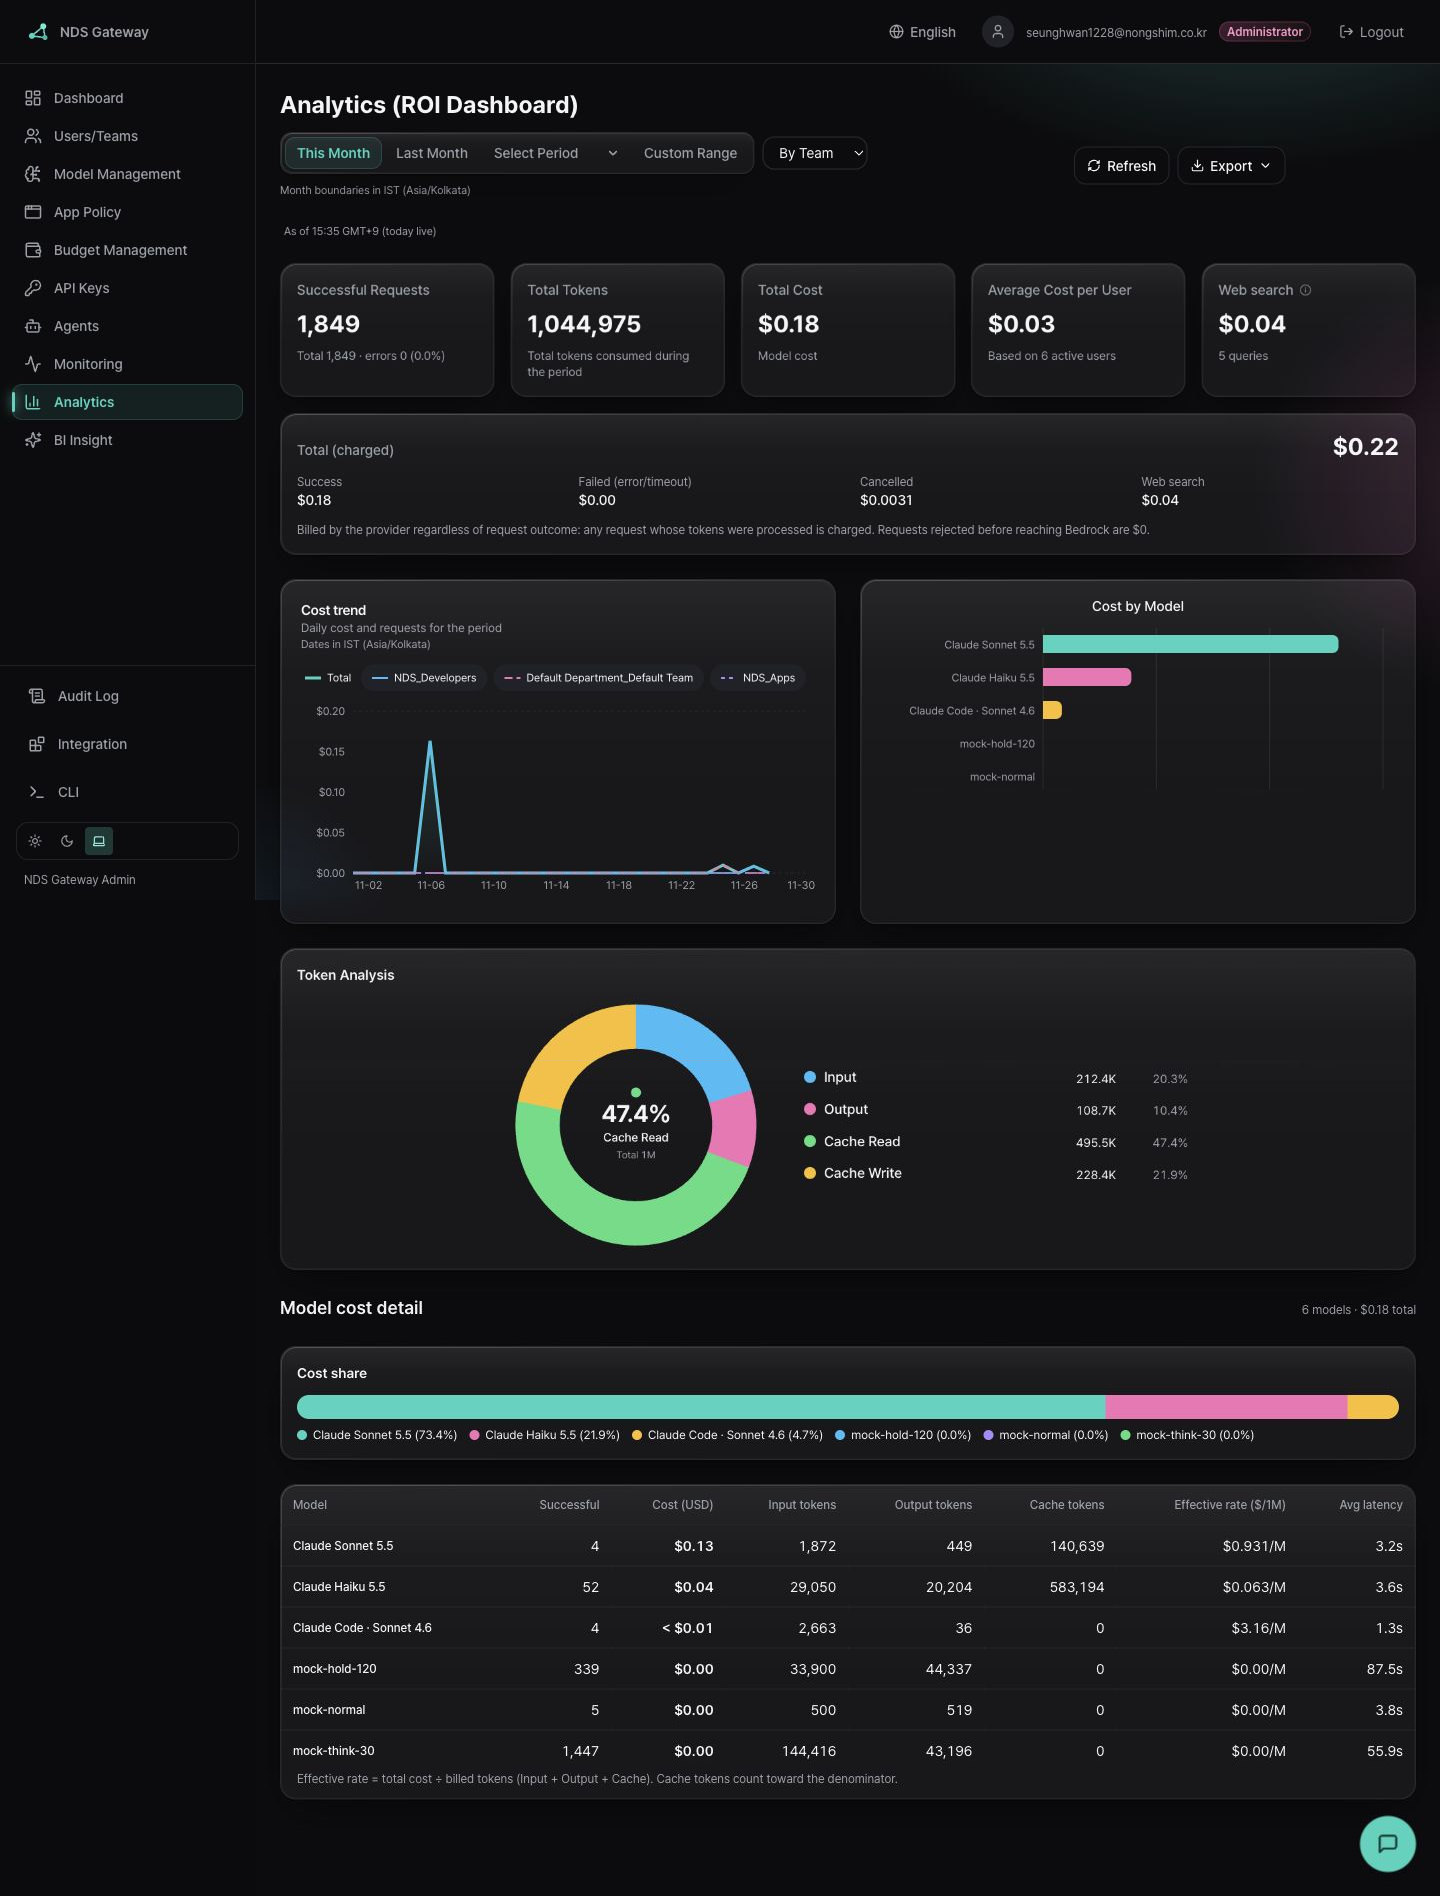 NDS Gateway
English
seunghwan1228@nongshim.co.kr
Administrator
Logout
Dashboard
Users/Teams
Model Management
App Policy
Budget Management
API Keys
Agents
Monitoring
Analytics
BI Insight
Audit Log
Integration
CLI
NDS Gateway Admin
Analytics (ROI Dashboard)
This Month Last Month Select Period Custom Range By Team
Refresh Export
Month boundaries in IST (Asia/Kolkata)
As of 15:35 GMT+9 (today live)
Successful Requests
1,849
Total 1,849 · errors 0 (0.0%)
Total Tokens
1,044,975
Total tokens consumed during
the period
Total Cost
$0.18
Model cost
Average Cost per User
$0.03
Based on 6 active users
Web search
$0.04
5 queries
Total (charged) $0.22
Success Failed (error/timeout) Cancelled Web search
$0.18 $0.00 $0.0031 $0.04
Billed by the provider regardless of request outcome: any request whose tokens were processed is charged. Requests rejected before reaching Bedrock are $0.
Cost trend
Daily cost and requests for the period
Dates in IST (Asia/Kolkata)
Total NDS_Developers Default Department_Default Team NDS_Apps
$0.20
$0.15
$0.10
$0.05
$0.00
11-02 11-06 11-10 11-14 11-18 11-22 11-26 11-30
Cost by Model
Claude Sonnet 5.5
Claude Haiku 5.5
Claude Code · Sonnet 4.6
mock-hold-120
mock-normal
Token Analysis
47.4%
Cache Read
Total 1M
Input 212.4K 20.3%
Output 108.7K 10.4%
Cache Read 495.5K 47.4%
Cache Write 228.4K 21.9%
Model cost detail
6 models · $0.18 total
Cost share
Claude Sonnet 5.5 (73.4%) Claude Haiku 5.5 (21.9%) Claude Code · Sonnet 4.6 (4.7%) mock-hold-120 (0.0%) mock-normal (0.0%) mock-think-30 (0.0%)
Model Successful Cost (USD) Input tokens Output tokens Cache tokens Effective rate ($/1M) Avg latency
Claude Sonnet 5.5 4 $0.13 1,872 449 140,639 $0.931/M 3.2s
Claude Haiku 5.5 52 $0.04 29,050 20,204 583,194 $0.063/M 3.6s
Claude Code · Sonnet 4.6 4 < $0.01 2,663 36 0 $3.16/M 1.3s
mock-hold-120 339 $0.00 33,900 44,337 0 $0.00/M 87.5s
mock-normal 5 $0.00 500 519 0 $0.00/M 3.8s
mock-think-30 1,447 $0.00 144,416 43,196 0 $0.00/M 55.9s
Effective rate = total cost ÷ billed tokens (Input + Output + Cache). Cache tokens count toward the denominator.